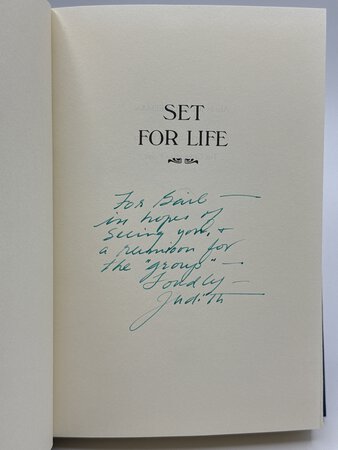 SET
FOR LIFE
For Gail —
in hopes of
seeing you, &
a reunion for
the "group" —
Fondly —
Judith